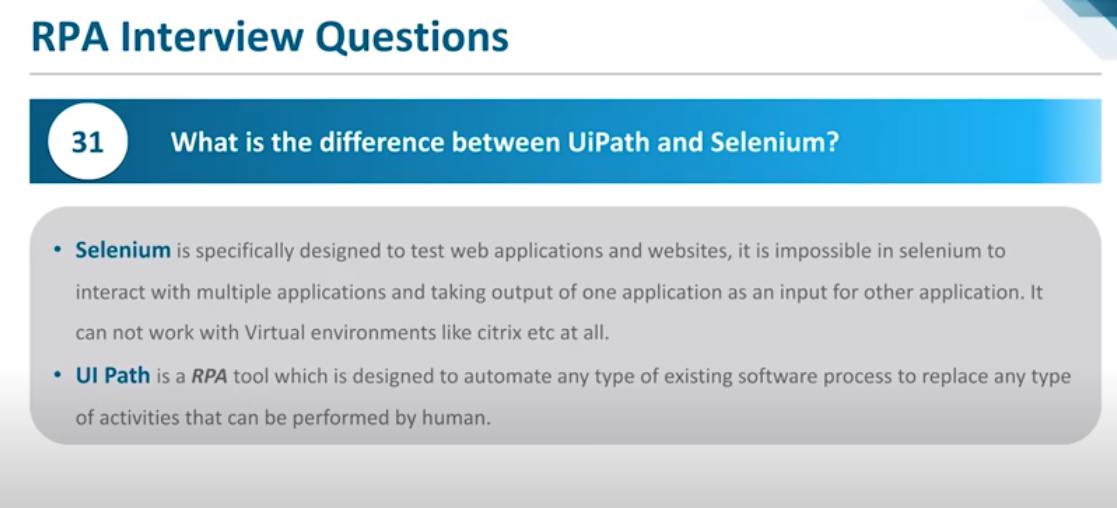 RPA Interview Questions
31 What is the difference between UiPath and Selenium?
• Selenium is specifically designed to test web applications and websites, it is impossible in selenium to
interact with multiple applications and taking output of one application as an input for other application. It
can not work with Virtual environments like citrix etc at all.
• UI Path is a RPA tool which is designed to automate any type of existing software process to replace any type
of activities that can be performed by human.